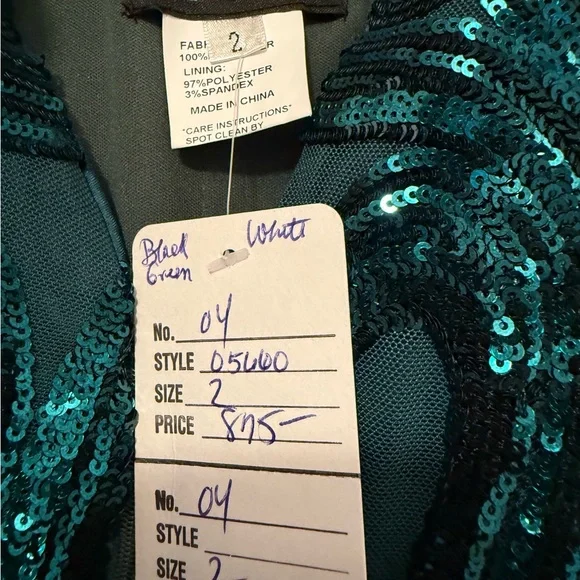 2
FABR
100%
LINING:
97%POLYESTER
3%SPANDEX
MADE IN CHINA
*CARE INSTRUCTIONS*
SPOT CLEAN BY
Black White
Green
No. 04
STYLE 05660
SIZE 2
PRICE 875-
No. 04
STYLE
SIZE 2